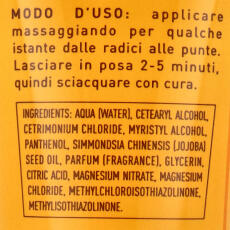 MODO D'USO: applicare
massaggiando per qualche
istante dalle radici alle punte.
Lasciare in posa 2-5 minuti,
quindi sciacquare con cura.
INGREDIENTS: AQUA (WATER), CETEARYL ALCOHOL,
CETRIMONIUM CHLORIDE, MYRISTYL ALCOHOL,
PANTHENOL, SIMMONDSIA CHINENSIS (JOJOBA)
SEED OIL, PARFUM (FRAGRANCE), GLYCERIN,
CITRIC ACID, MAGNESIUM NITRATE, MAGNESIUM
CHLORIDE, METHYLCHLOROISOTHIAZOLINONE,
METHYLISOTHIAZOLINONE.